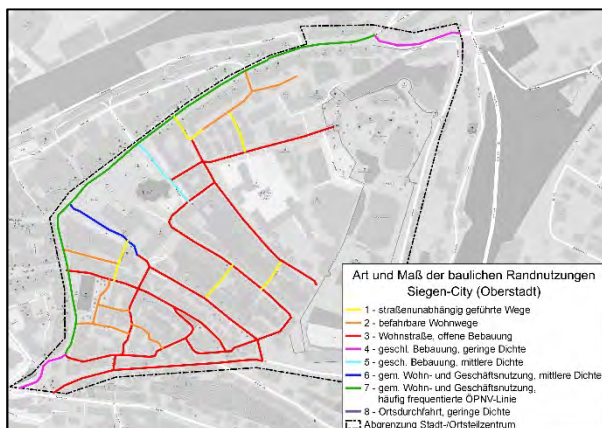 Art und Maß der baulichen Randnutzungen
Siegen-City (Oberstadt)
1 - straßenunabhängig geführte Wege
2 - befahrbare Wohnwege
3 - Wohnstraße, offene Bebauung
4 - geschl. Bebauung, geringe Dichte
5 - gesch. Bebauung, mittlere Dichte
6 - gem. Wohn- und Geschäftsnutzung, mittlere Dichte
7 - gem. Wohn- und Geschäftsnutzung,
häufig frequentierte ÖPNV-Linie
8 - Ortsdurchfahrt, geringe Dichte
Abgrenzung Stadt-/Ortsteilzentrum